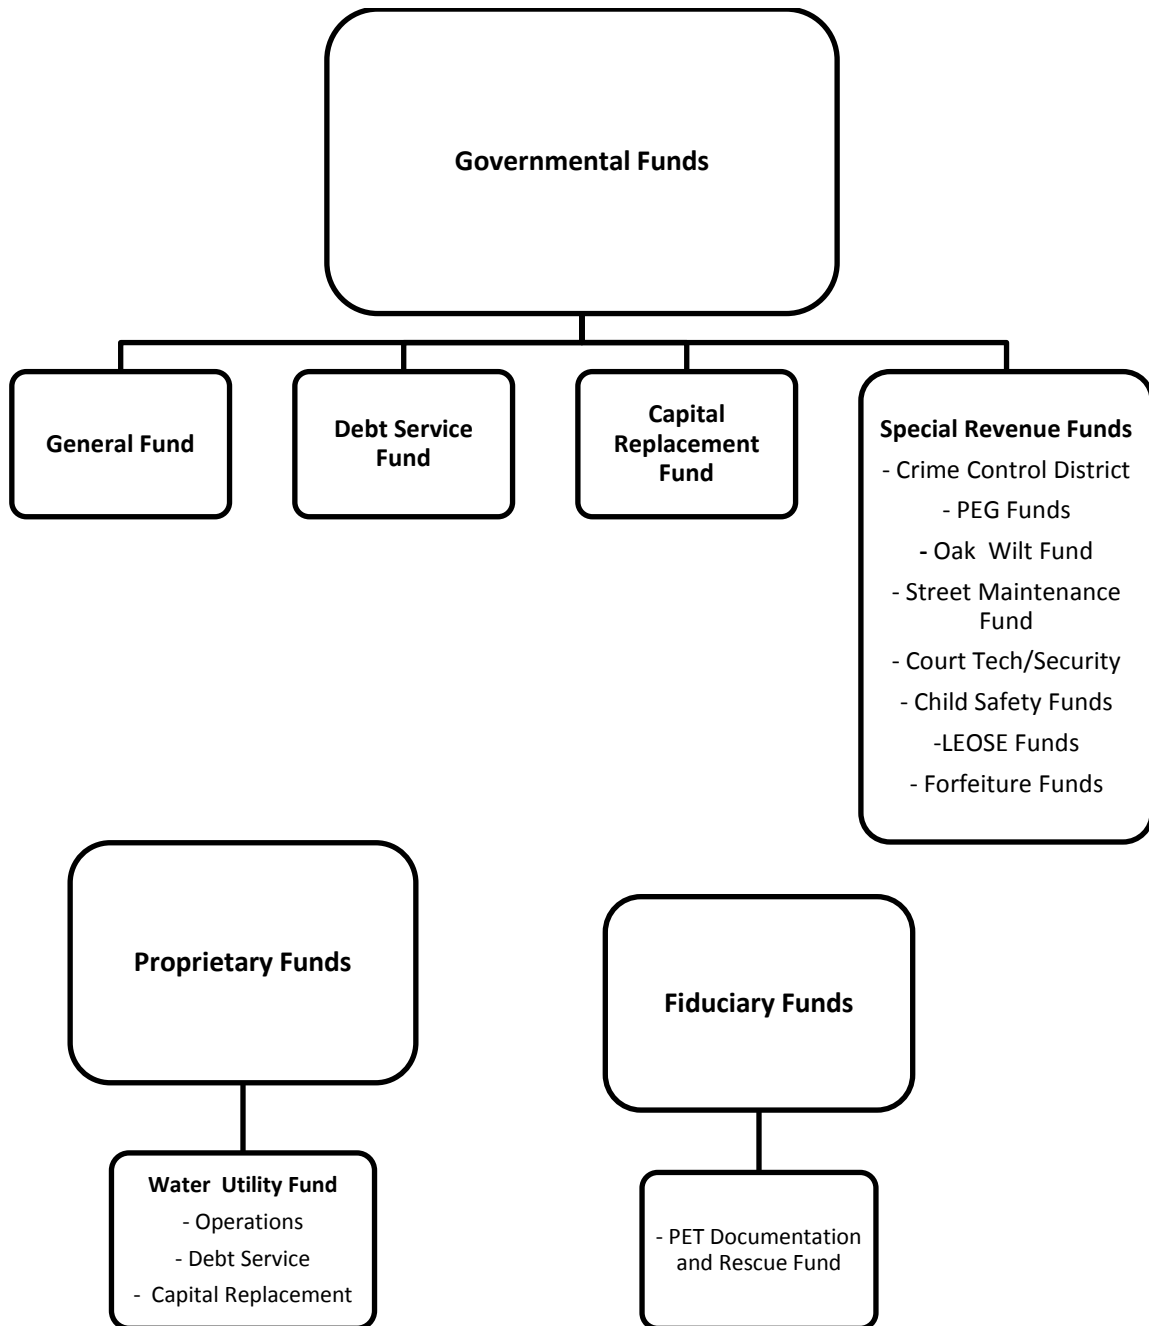 Governmental Funds
General Fund
Debt Service
Fund
Capital
Replacement
Fund
Special Revenue Funds
- Crime Control District
- PEG Funds
- Oak  Wilt Fund
- Street Maintenance
Fund
- Court Tech/Security
- Child Safety Funds
-LEOSE Funds
- Forfeiture Funds
Proprietary Funds
Fiduciary Funds
Water  Utility Fund
- Operations
- Debt Service
-  Capital Replacement
- PET Documentation
and Rescue Fund